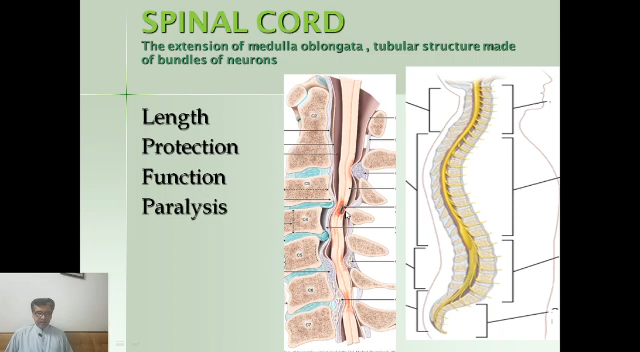 SPINAL CORD
The extension of medulla oblongata , tubular structure made
of bundles of neurons
Length
Protection
Function
Paralysis